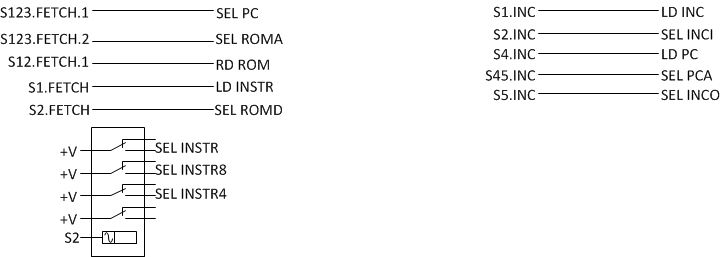 S123.FETCH.1 SEL PC
S123.FETCH.2 SEL ROMA
S12.FETCH.1 RD ROM
S1.FETCH LD INSTR
S2.FETCH SEL ROMD
+V SEL INSTR
+V SEL INSTR8
+V SEL INSTR4
+V
S2
S1.INC LD INC
S2.INC SEL INCI
S4.INC LD PC
S45.INC SEL PCA
S5.INC SEL INCO